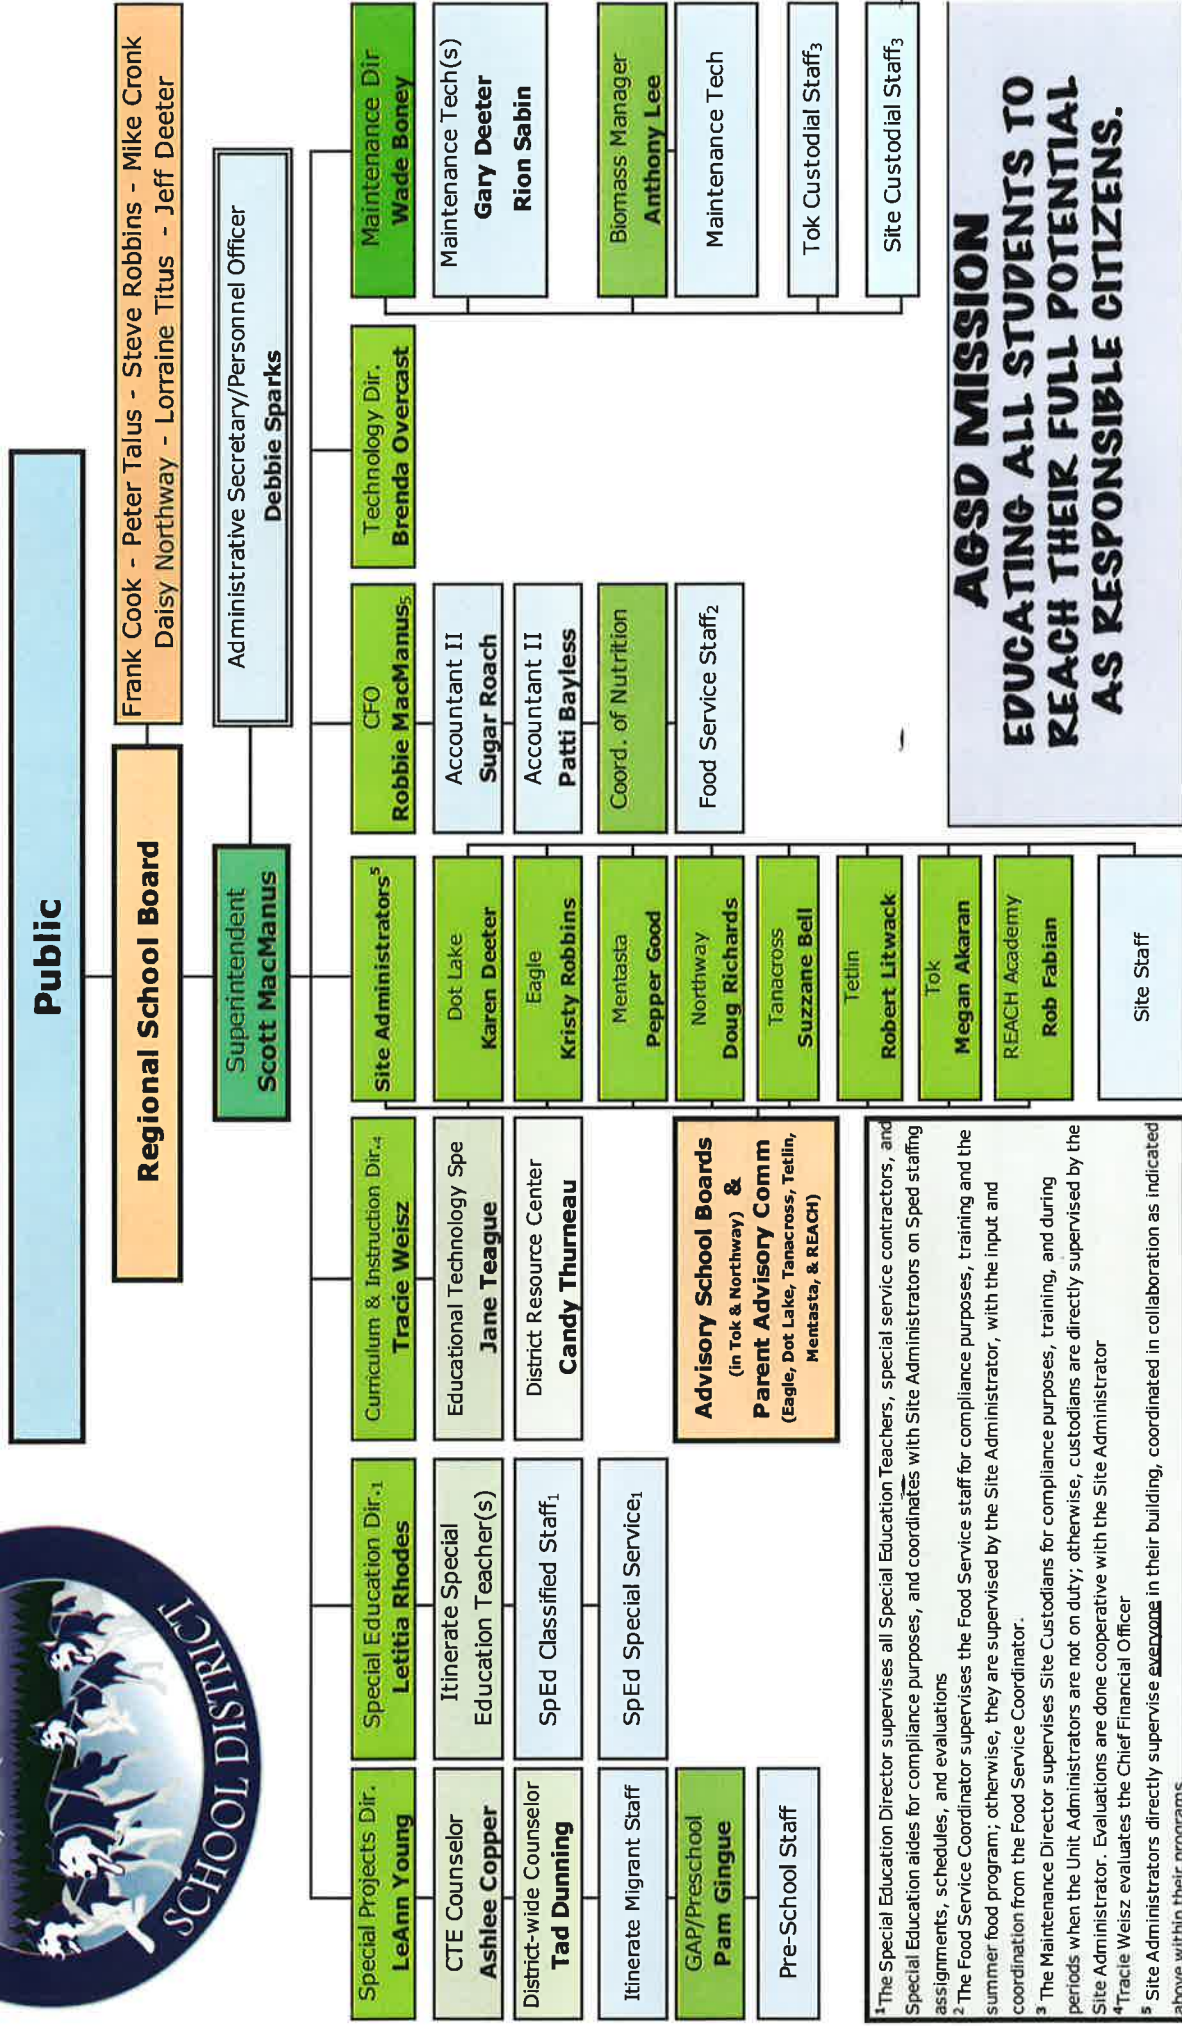 SCHOOL DISTRICT
Public
Regional School Board
Frank Cook - Peter Talus - Steve Robbins - Mike Cronk
Daisy Northway - Lorraine Titus - Jeff Deeter
Superintendent
Scott MacManus
Administrative Secretary/Personnel Officer
Debbie Sparks
Special Projects Dir.
LeAnn Young
CTE Counselor
Ashlee Copper
District-wide Counselor
Tad Dunning
Itinerate Migrant Staff
GAP/Preschool
Pam Gingue
Pre-School Staff
Special Education Dir.1
Letitia Rhodes
Itinerate Special
Education Teacher(s)
SpEd Classified Staff1
SpEd Special Service1
Curriculum & Instruction Dir.4
Tracie Weisz
Educational Technology Spe
Jane Teague
District Resource Center
Candy Thurneau
Advisory School Boards
(in Tok & Northway) &
Parent Advisory Comm
(Eagle, Dot Lake, Tanacross, Tetlin,
Mentasta, & REACH)
Site Administrators5
Dot Lake
Karen Deeter
Eagle
Kristy Robins
Mentasta
Pepper Good
Northway
Doug Richards
Tanacross
Suzzane Bell
Tetlin
Robert Litwack
Tok
Megan Akaran
REACH Academy
Rob Fabian
Site Staff
CFO
Robbie MacManus5
Accountant II
Sugar Roach
Accountant II
Patti Bayless
Coord. of Nutrition
Food Service Staff2
Technology Dir.
Brenda Overcast
Maintenance Dir
Wade Boney
Maintenance Tech(s)
Gary Deeter
Rion Sabin
Biomass Manager
Anthony Lee
Maintenance Tech
Tok Custodial Staff3
Site Custodial Staff3
1The Special Education Director supervises all Special Education Teachers, special service contractors, and
Special Education aides for compliance purposes, and coordinates with Site Administrators on Sped staffng
assignments, schedules, and evaluations
2 The Food Service Coordinator supervises the Food Service staff for compliance purposes, training and the
summer food program; otherwise, they are supervised by the Site Administrator, with the input and
coordination from the Food Service Coordinator.
3 The Maintenance Director supervises Site Custodians for compliance purposes, training, and during
periods when the Unit Administrators are not on duty; otherwise, custodians are directly supervised by the
Site Administrator. Evaluations are done cooperative with the Site Administrator
4Tracie Weisz evaluates the Chief Financial Officer
5 Site Administrators directly supervise everyone in their building, coordinated in collaboration as indicated
above within their programs
AGSD MISSION
EDUCATING ALL STUDENTS TO
REACH THEIR FULL POTENTIAL
AS RESPONSIBLE CITIZENS.